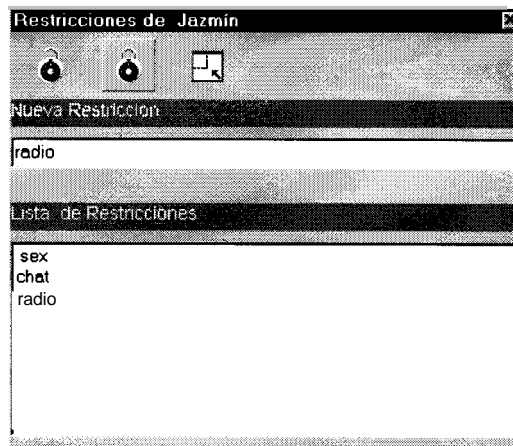 Restricciones de Jazmín
Nueva Restriccion
radio
Lista de Restricciones
sex
chat
radio